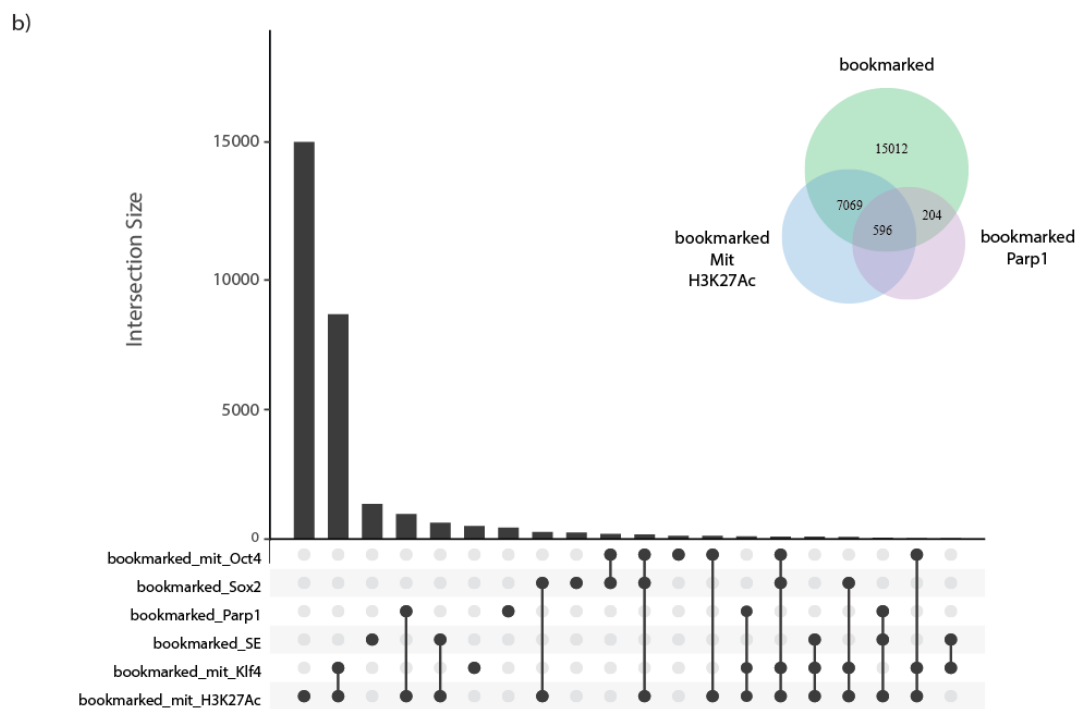 b)
bookmarked
15012
7069
204
596
bookmarked
Mit
H3K27Ac
bookmarked
Parp1
Intersection Size
15000
10000
5000
0
bookmarked_mit_Oct4
bookmarked_Sox2
bookmarked_Parp1
bookmarked_SE
bookmarked_mit_Klf4
bookmarked_mit_H3K27Ac